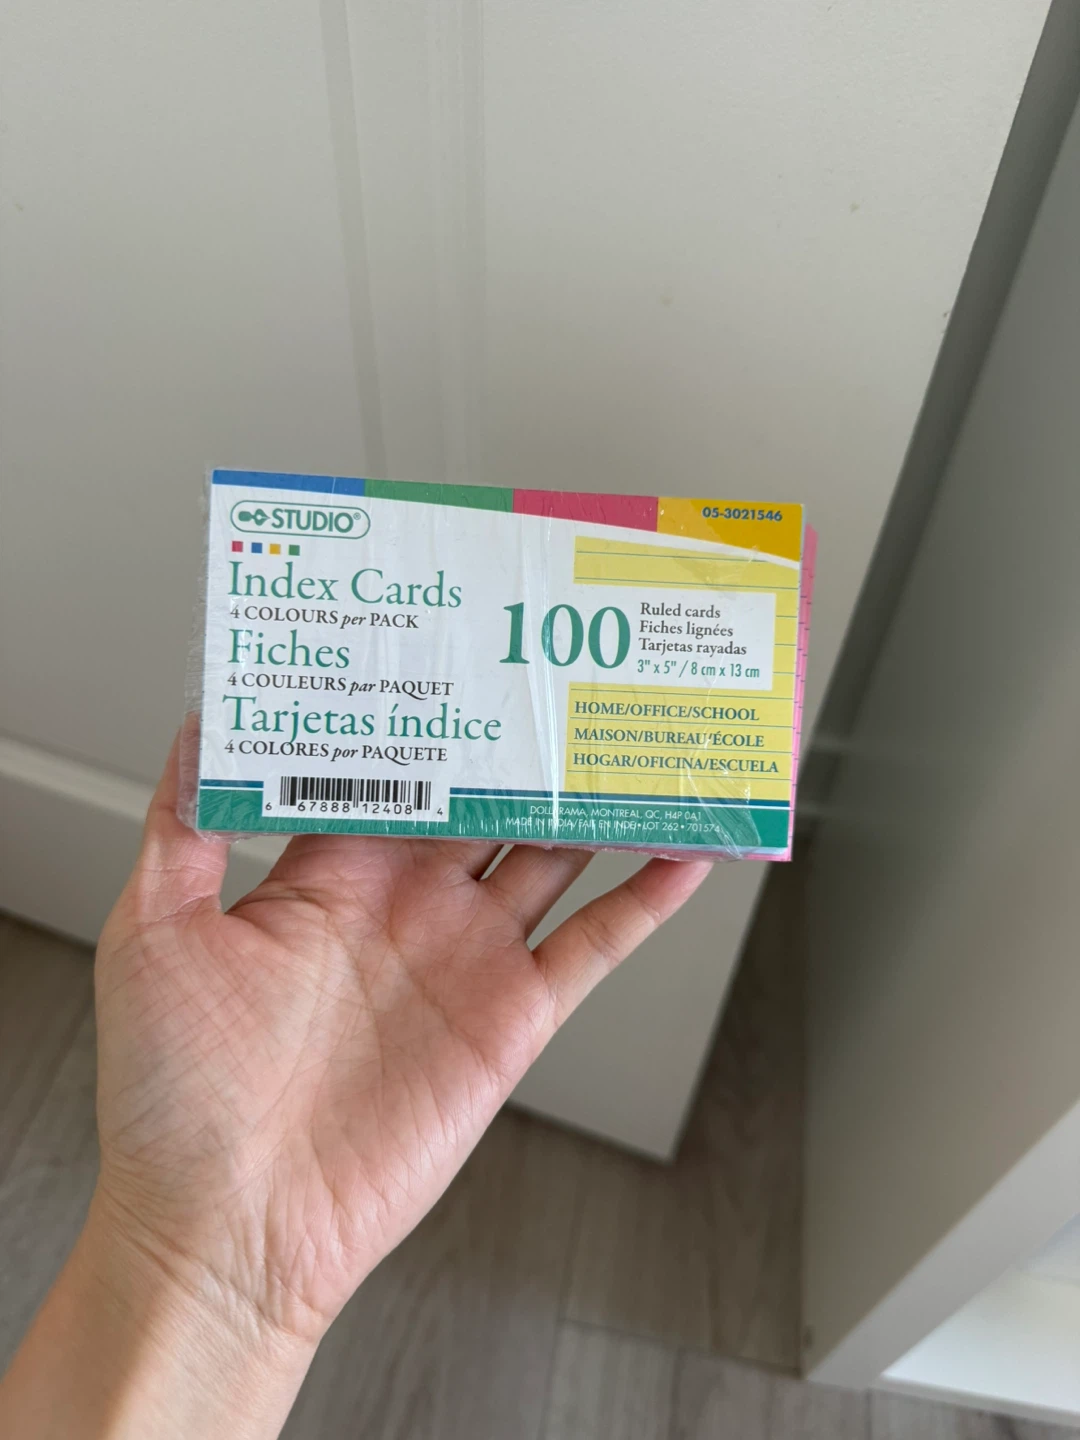 05-3021546
STUDIO®
Index Cards
4 COLOURS per PACK
Fiches
4 COULEURS par PAQUET
Tarjetas índice
4 COLORES por PAQUETE
100
Ruled cards
Fiches lignées
Tarjetas rayadas
3" x 5" / 8 cm x 13 cm
HOME/OFFICE/SCHOOL
MAISON/BUREAU/ÉCOLE
HOGAR/OFICINA/ESCUELA
6 67888 12408 4
DOLLARAMA, MONTREAL, QC, H4P 0A1
MADE IN INDIA/FAIT EN INDE • LOT 262 • 701574